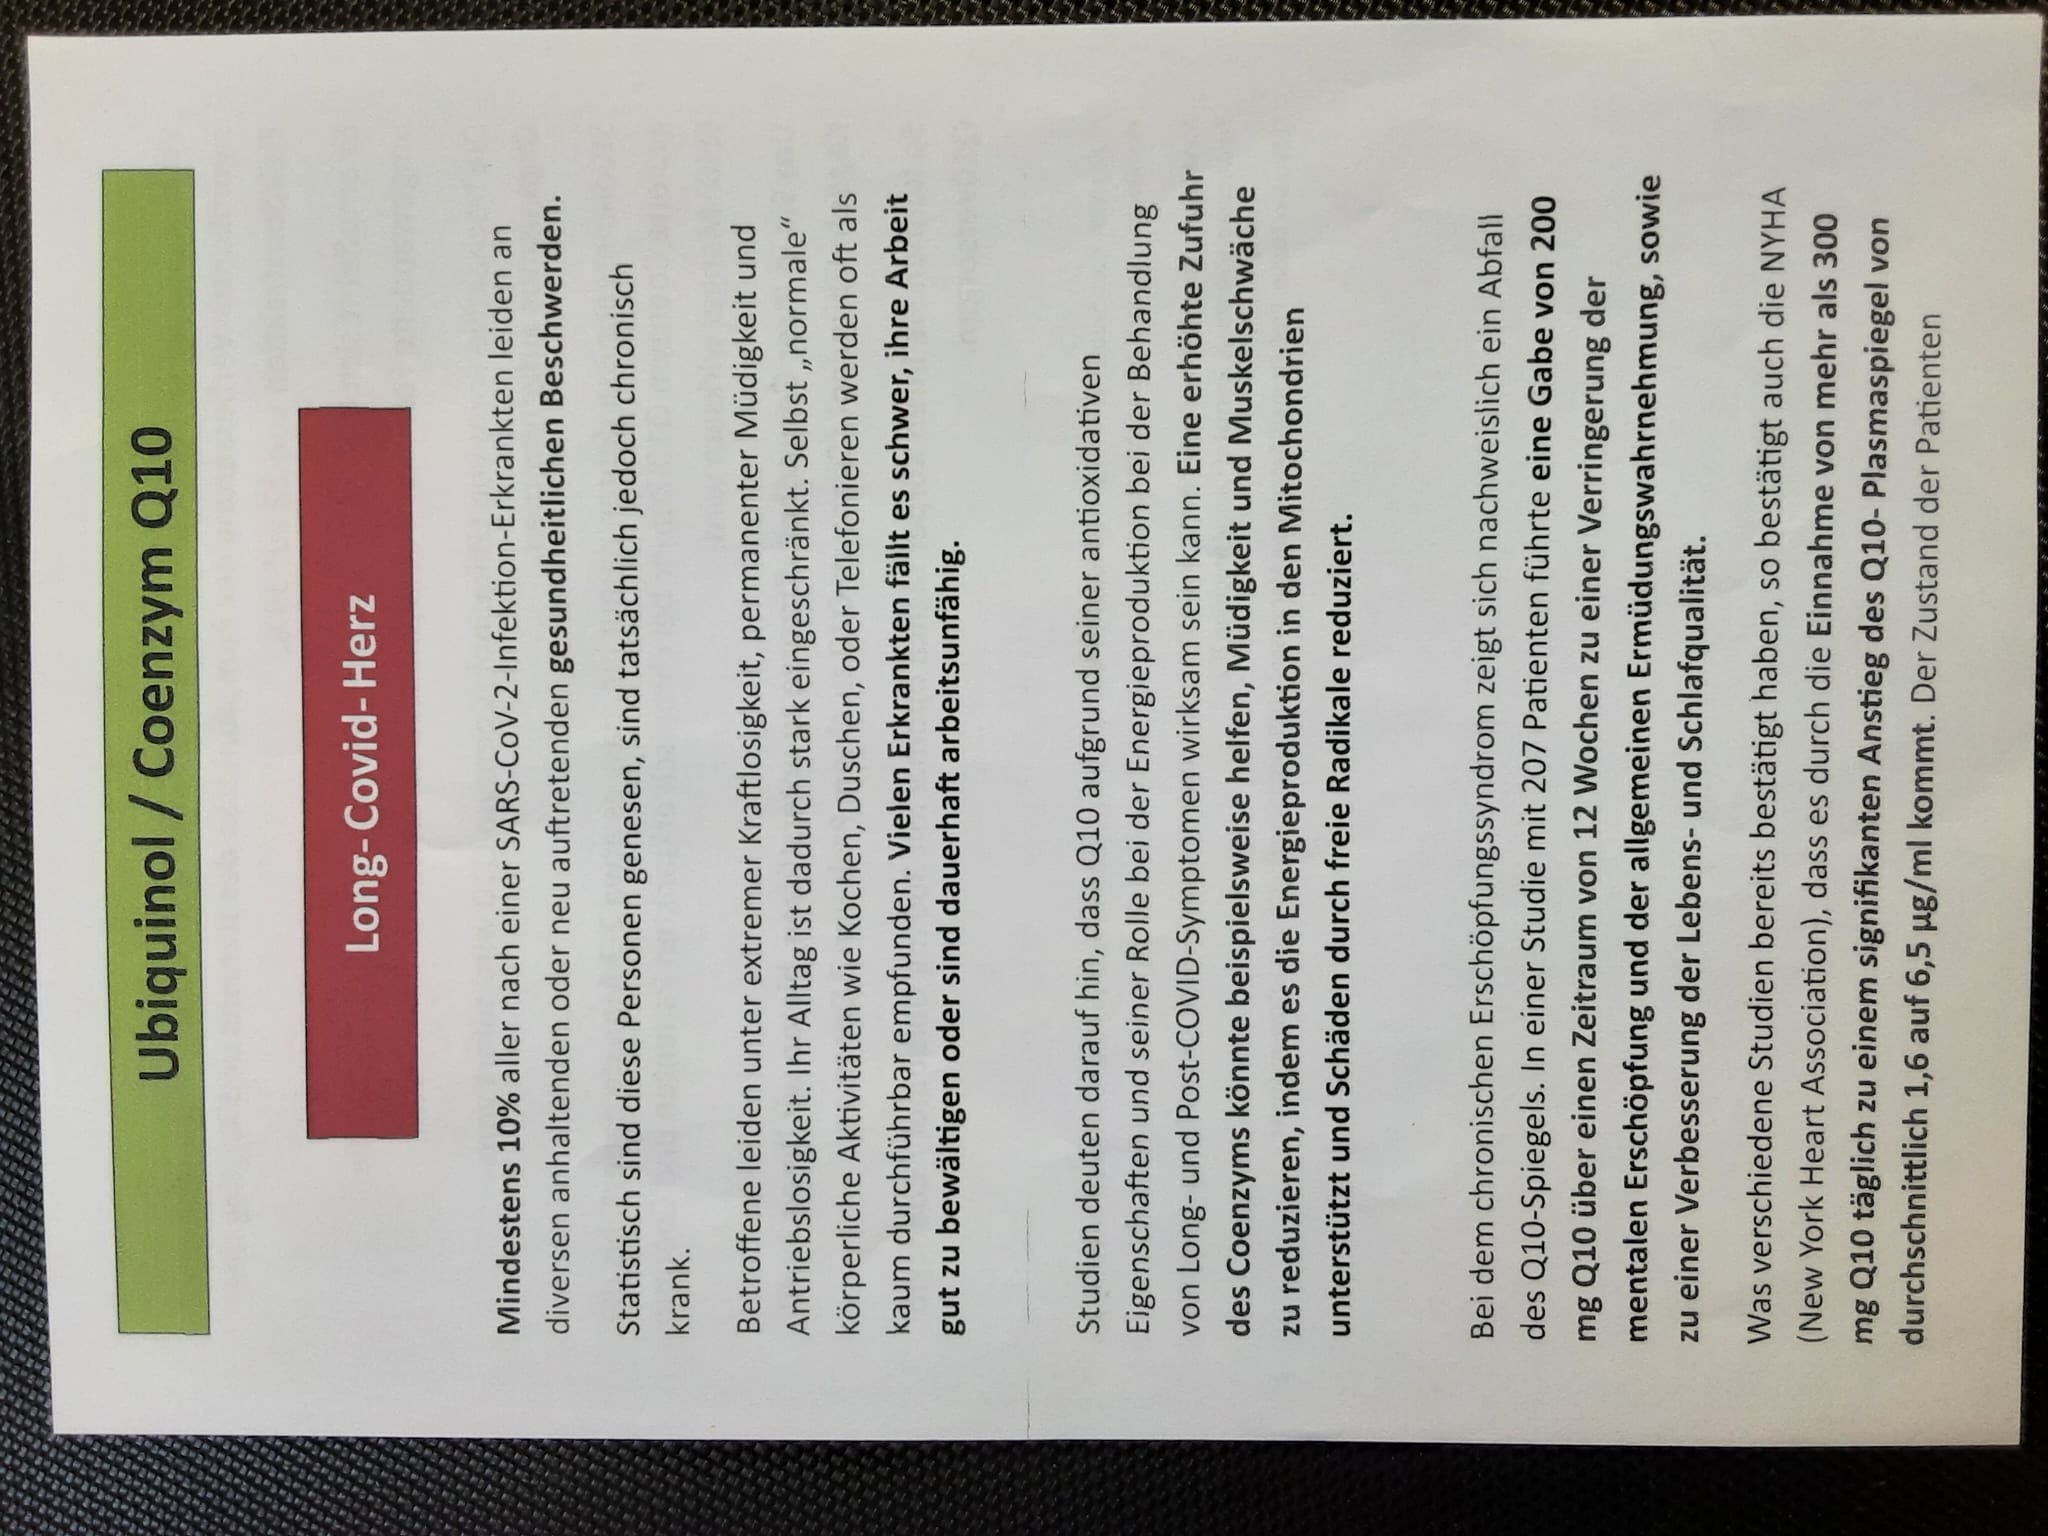 Ubiquinol / Coenzym Q10
Long-Covid-Herz
Mindestens 10% aller nach einer SARS-CoV-2-Infektion-Erkrankten leiden an
diversen anhaltenden oder neu auftretenden gesundheitlichen Beschwerden.
Statistisch sind diese Personen genesen, sind tatsächlich jedoch chronisch
krank.
Betroffene leiden unter extremer Kraftlosigkeit, permanenter Müdigkeit und
Antriebslosigkeit. Ihr Alltag ist dadurch stark eingeschränkt. Selbst „normale“
körperliche Aktivitäten wie Kochen, Duschen, oder Telefonieren werden oft als
kaum durchführbar empfunden. Vielen Erkrankten fällt es schwer, ihre Arbeit
gut zu bewältigen oder sind dauerhaft arbeitsunfähig.
Studien deuten darauf hin, dass Q10 aufgrund seiner antioxidativen
Eigenschaften und seiner Rolle bei der Energieproduktion bei der Behandlung
von Long- und Post-COVID-Symptomen wirksam sein kann. Eine erhöhte Zufuhr
des Coenzyms könnte beispielsweise helfen, Müdigkeit und Muskelschwäche
zu reduzieren, indem es die Energieproduktion in den Mitochondrien
unterstützt und Schäden durch freie Radikale reduziert.
Bei dem chronischen Erschöpfungssyndrom zeigt sich nachweislich ein Abfall
des Q10-Spiegels. In einer Studie mit 207 Patienten führte eine Gabe von 200
mg Q10 über einen Zeitraum von 12 Wochen zu einer Verringerung der
mentalen Erschöpfung und der allgemeinen Ermüdungswahrnehmung, sowie
zu einer Verbesserung der Lebens- und Schlafqualität.
Was verschiedene Studien bereits bestätigt haben, so bestätigt auch die NYHA
(New York Heart Association), dass es durch die Einnahme von mehr als 300
mg Q10 täglich zu einem signifikanten Anstieg des Q10- Plasmaspiegel von
durchschnittlich 1,6 auf 6,5 µg/ml kommt. Der Zustand der Patienten